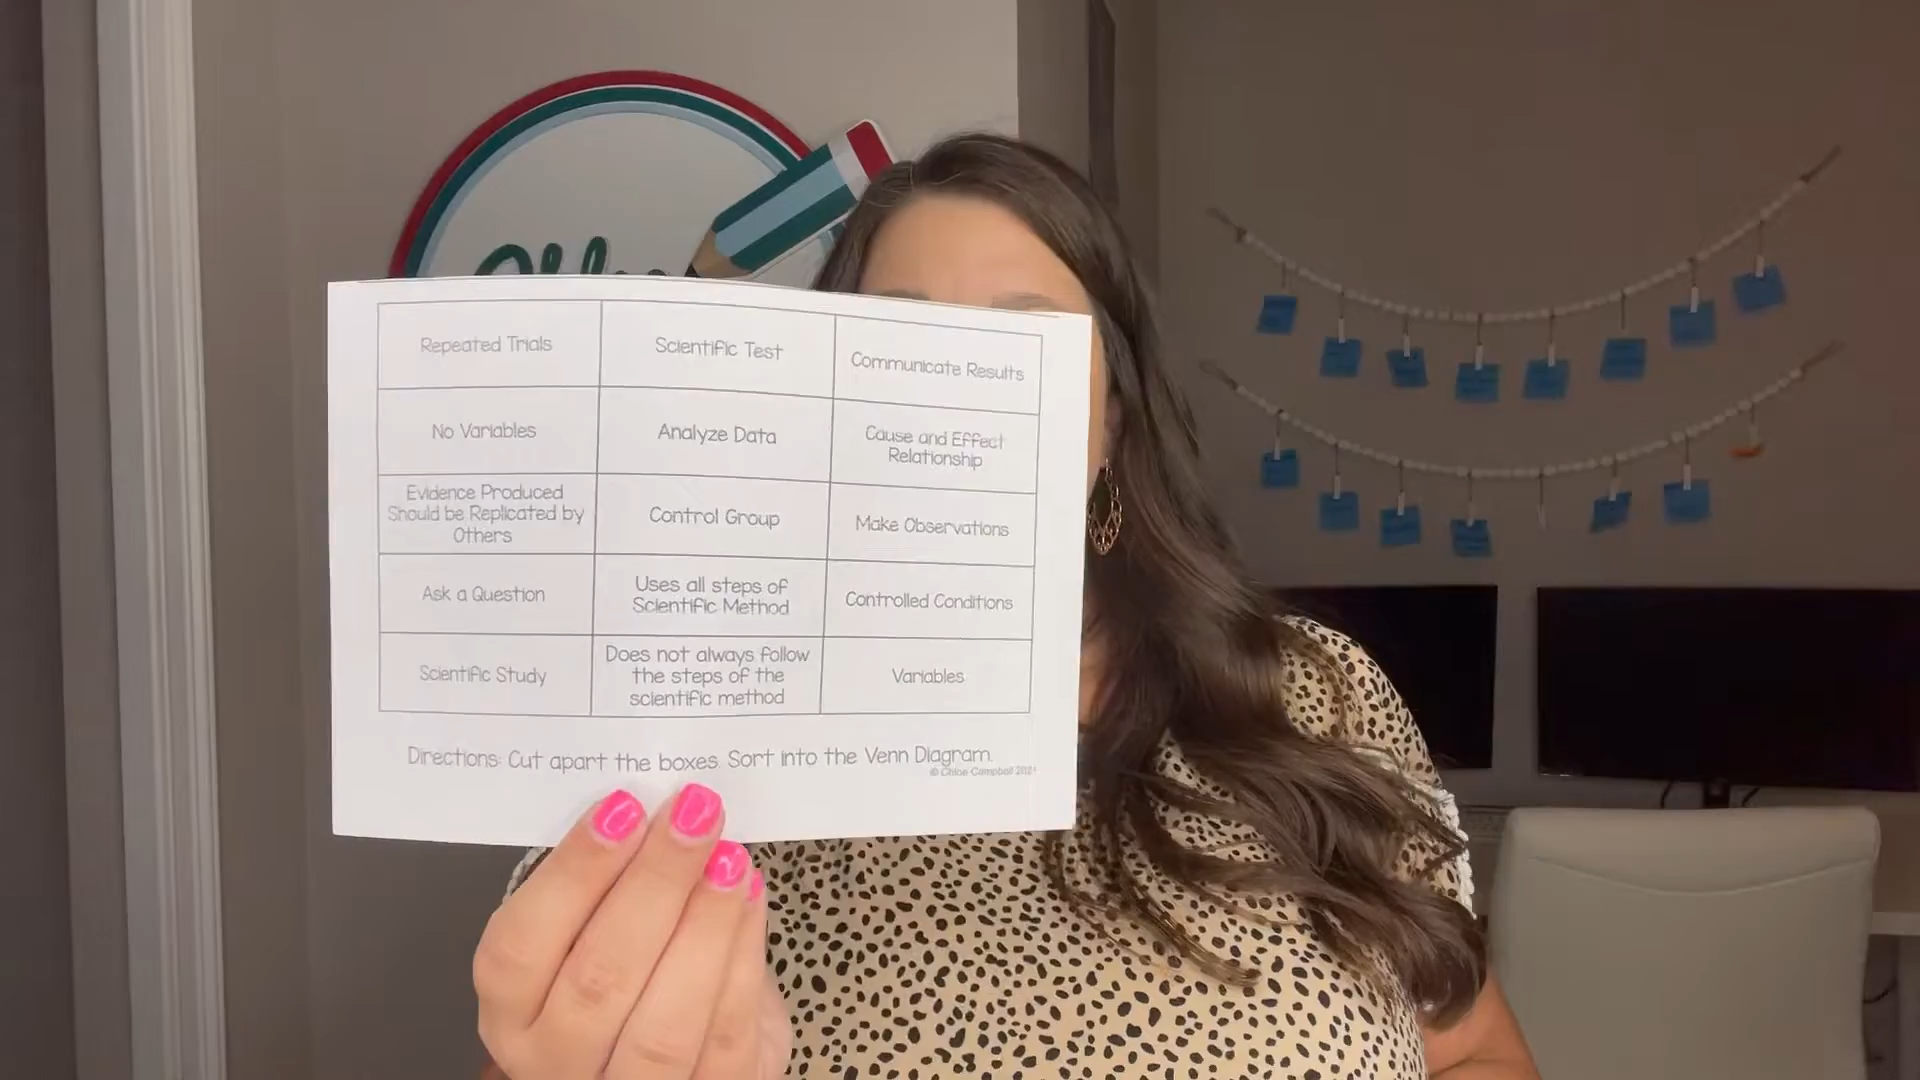 Repeated Trials
Scientific Test
Communicate Results
No Variables
Analyze Data
Cause and Effect
Relationship
Evidence Produced
Should be Replicated by
Others
Control Group
Make Observations
Ask a Question
Uses all steps of
Scientific Method
Controlled Conditions
Scientific Study
Does not always follow
the steps of the
scientific method
Variables
Directions: Cut apart the boxes. Sort into the Venn Diagram.
© Chloe Campbell 2021